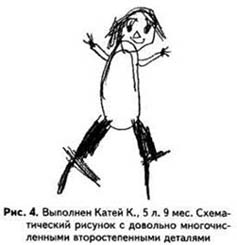 Рис. 4. Выполнен Катей К., 5 л. 9 мес. Схема-
тический рисунок с довольно многочис-
ленными второстепенными деталями